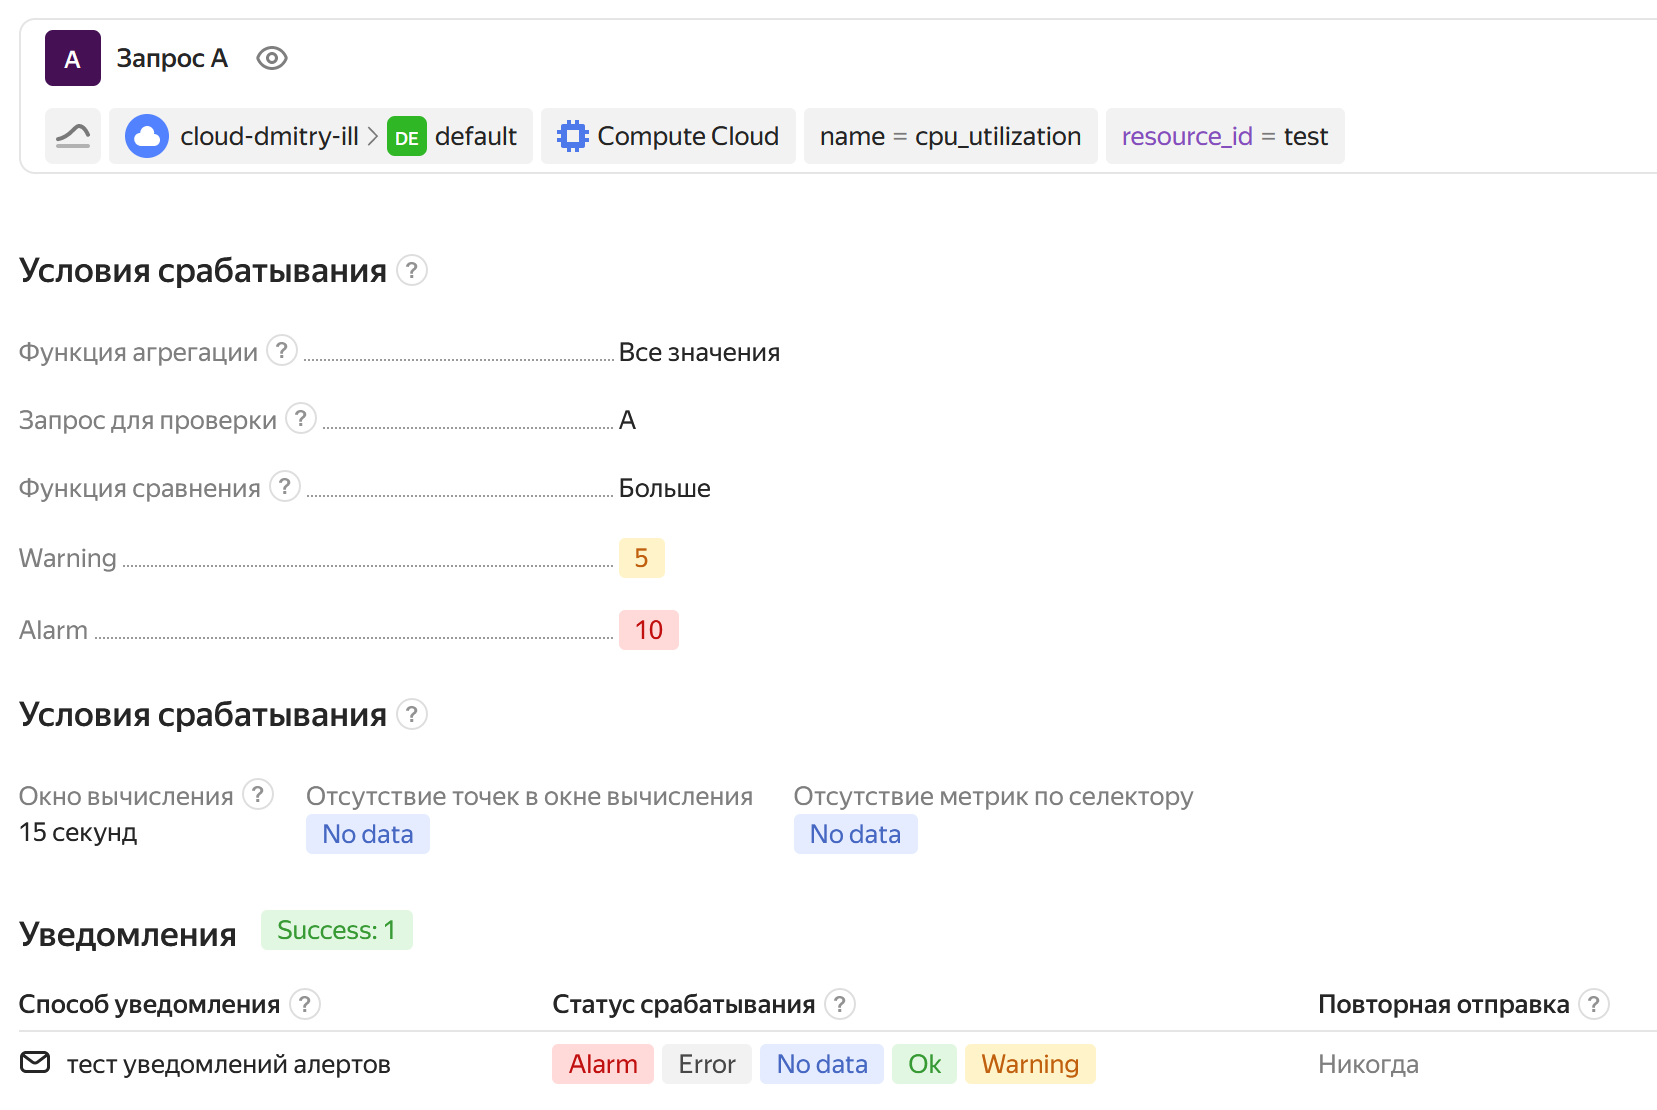 A Запрос A
cloud-dmitry-ill > DE default Compute Cloud name = cpu_utilization resource_id = test
Условия срабатывания ?
Функция агрегации ? Все значения
Запрос для проверки ? A
Функция сравнения ? Больше
Warning 5
Alarm 10
Условия срабатывания ?
Окно вычисления ? Отсутствие точек в окне вычисления Отсутствие метрик по селектору
15 секунд No data No data
Уведомления Success: 1
Способ уведомления ? Статус срабатывания ? Повторная отправка ?
тест уведомлений алертов Alarm Error No data Ok Warning Никогда